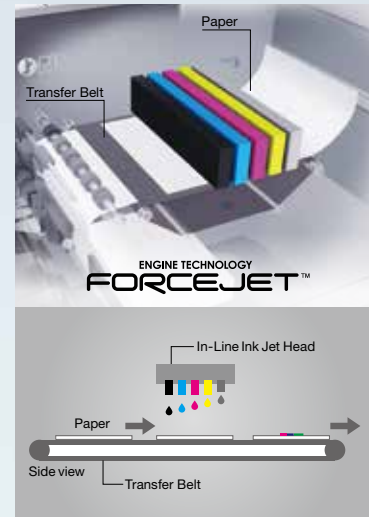 Paper
Transfer Belt
ENGINE TECHNOLOGY
FORCEJET™
In-Line Ink Jet Head
Paper
Side view
Transfer Belt